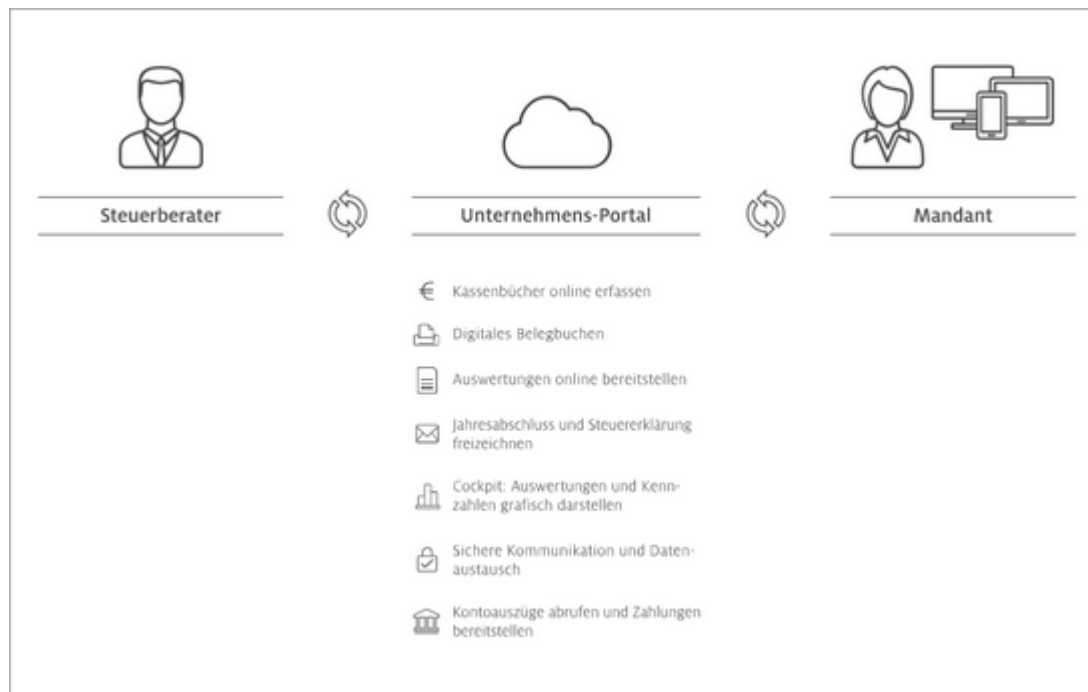 Steuerberater
Unternehmens-Portal
Mandant
€ Kassenbücher online erfassen
Digitales Belegbuchen
Auswertungen online bereitstellen
Jahresabschluss und Steuererklärung
freizeichnen
Cockpit: Auswertungen und Kenn-
zahlen grafisch darstellen
Sichere Kommunikation und Daten-
austausch
Kontoauszüge abrufen und Zahlungen
bereitstellen